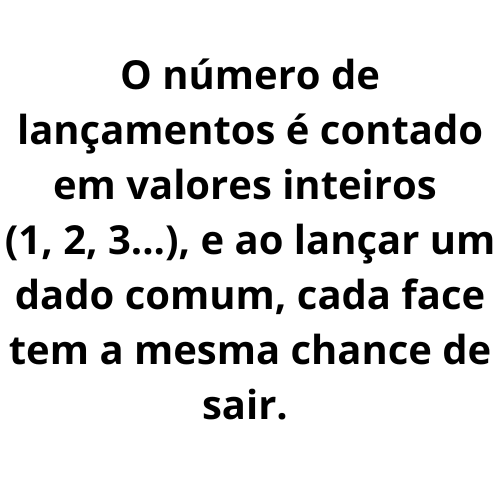 O número de
lançamentos é contado
em valores inteiros
(1, 2, 3...), e ao lançar um
dado comum, cada face
tem a mesma chance de
sair.